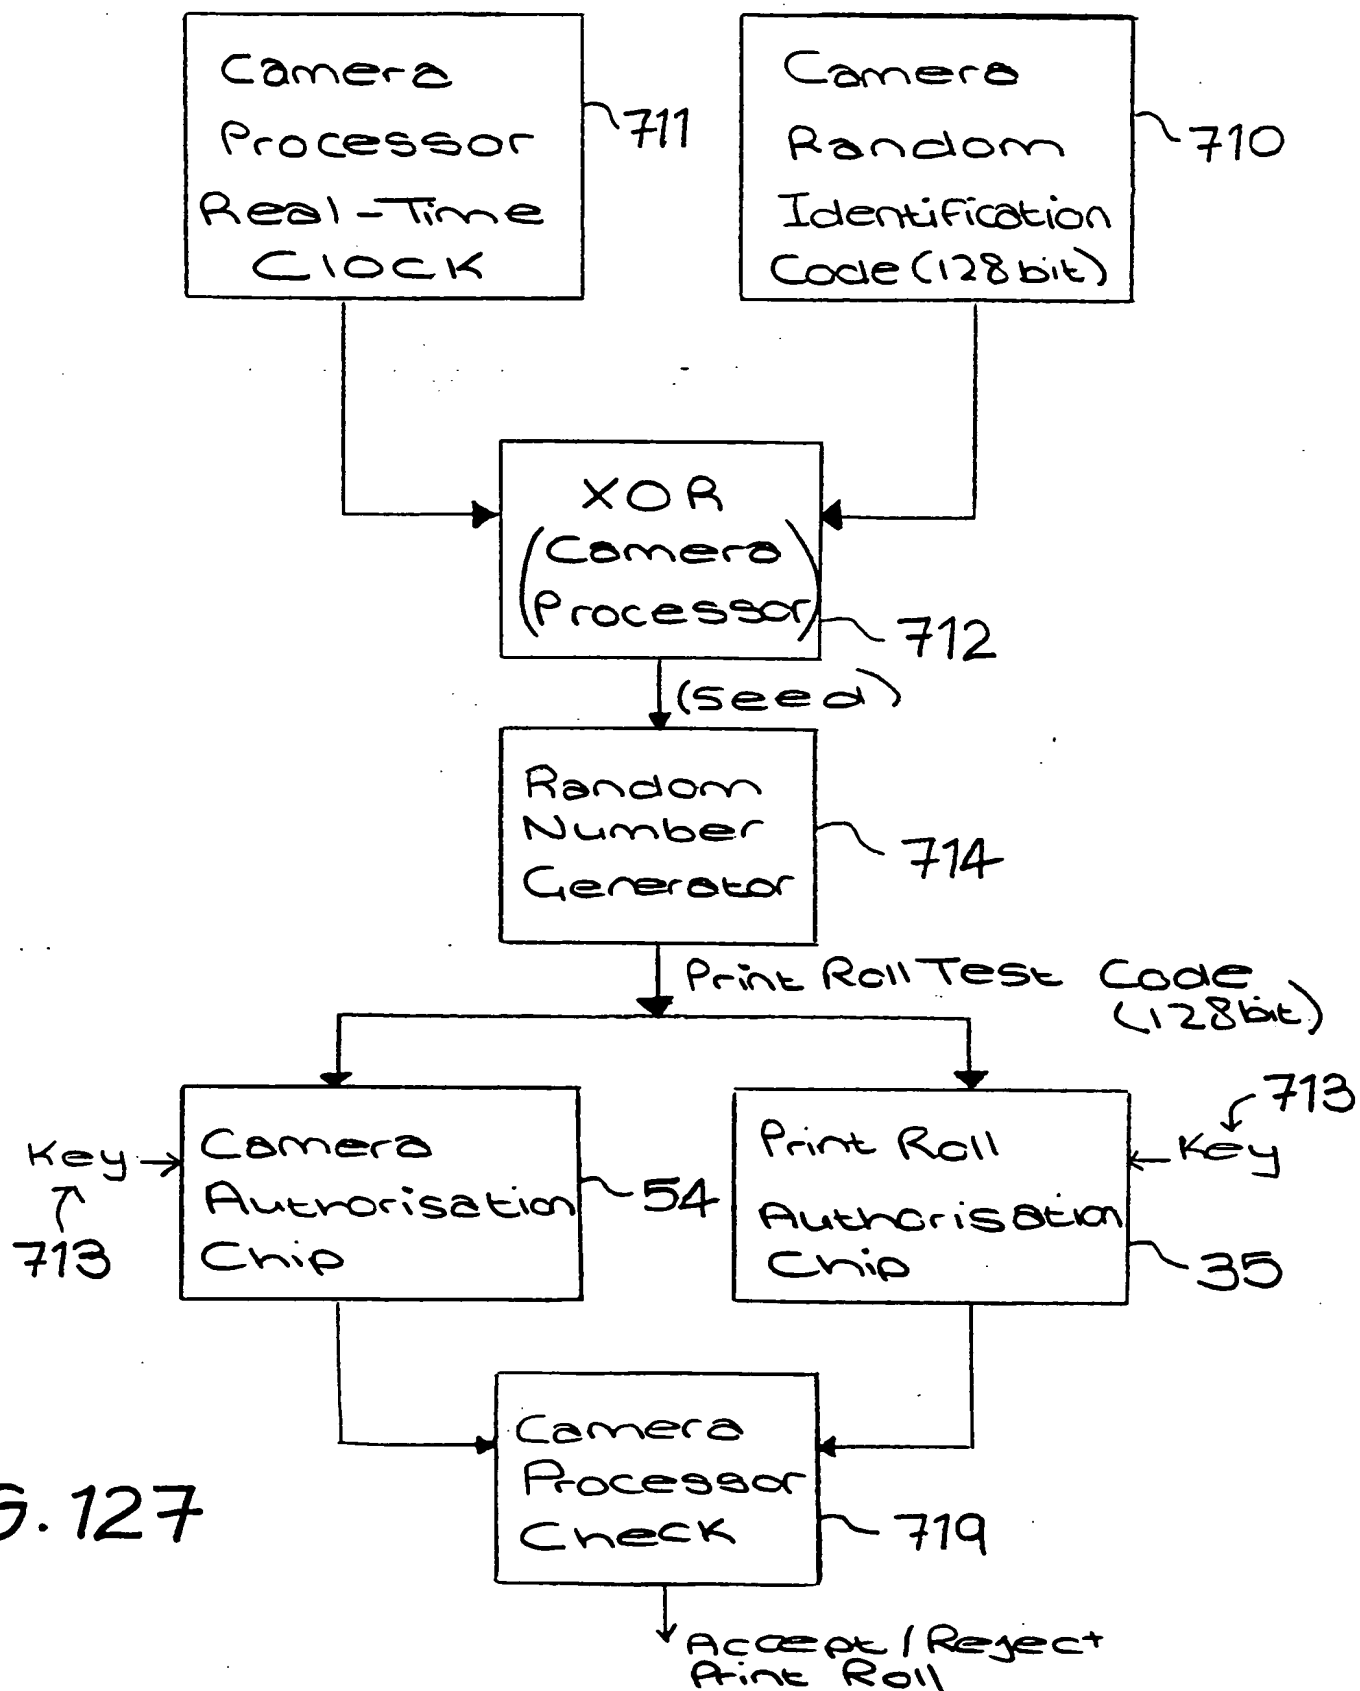 Camera
Processor
Real-Time
Clock
711
Camera
Random
Identification
Code (128 bit)
710
XOR
(Camera
Processor)
712
(Seed)
Random
Number
Generator
714
Print Roll Test Code
(128 bit)
Key
713
Camera
Authorisation
Chip
54
Print Roll
Authorisation
Chip
35
713
Key
Camera
Processor
Check
719
G. 127
Accept / Reject
Print Roll